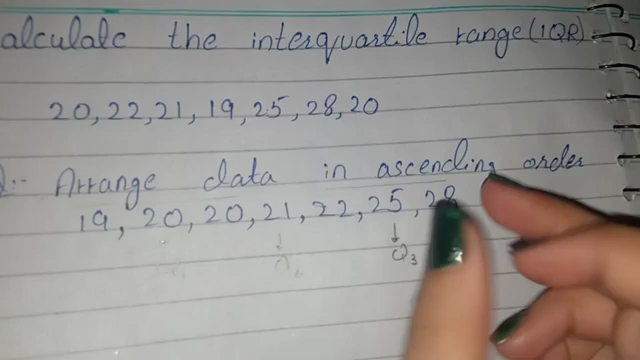 alculate the interquartile range (IQR)
20, 22, 21, 19, 25, 28, 20
:- Arrange data in ascending order
19, 20, 20, 21, 22, 25, 28
↓ ↓
Q₃